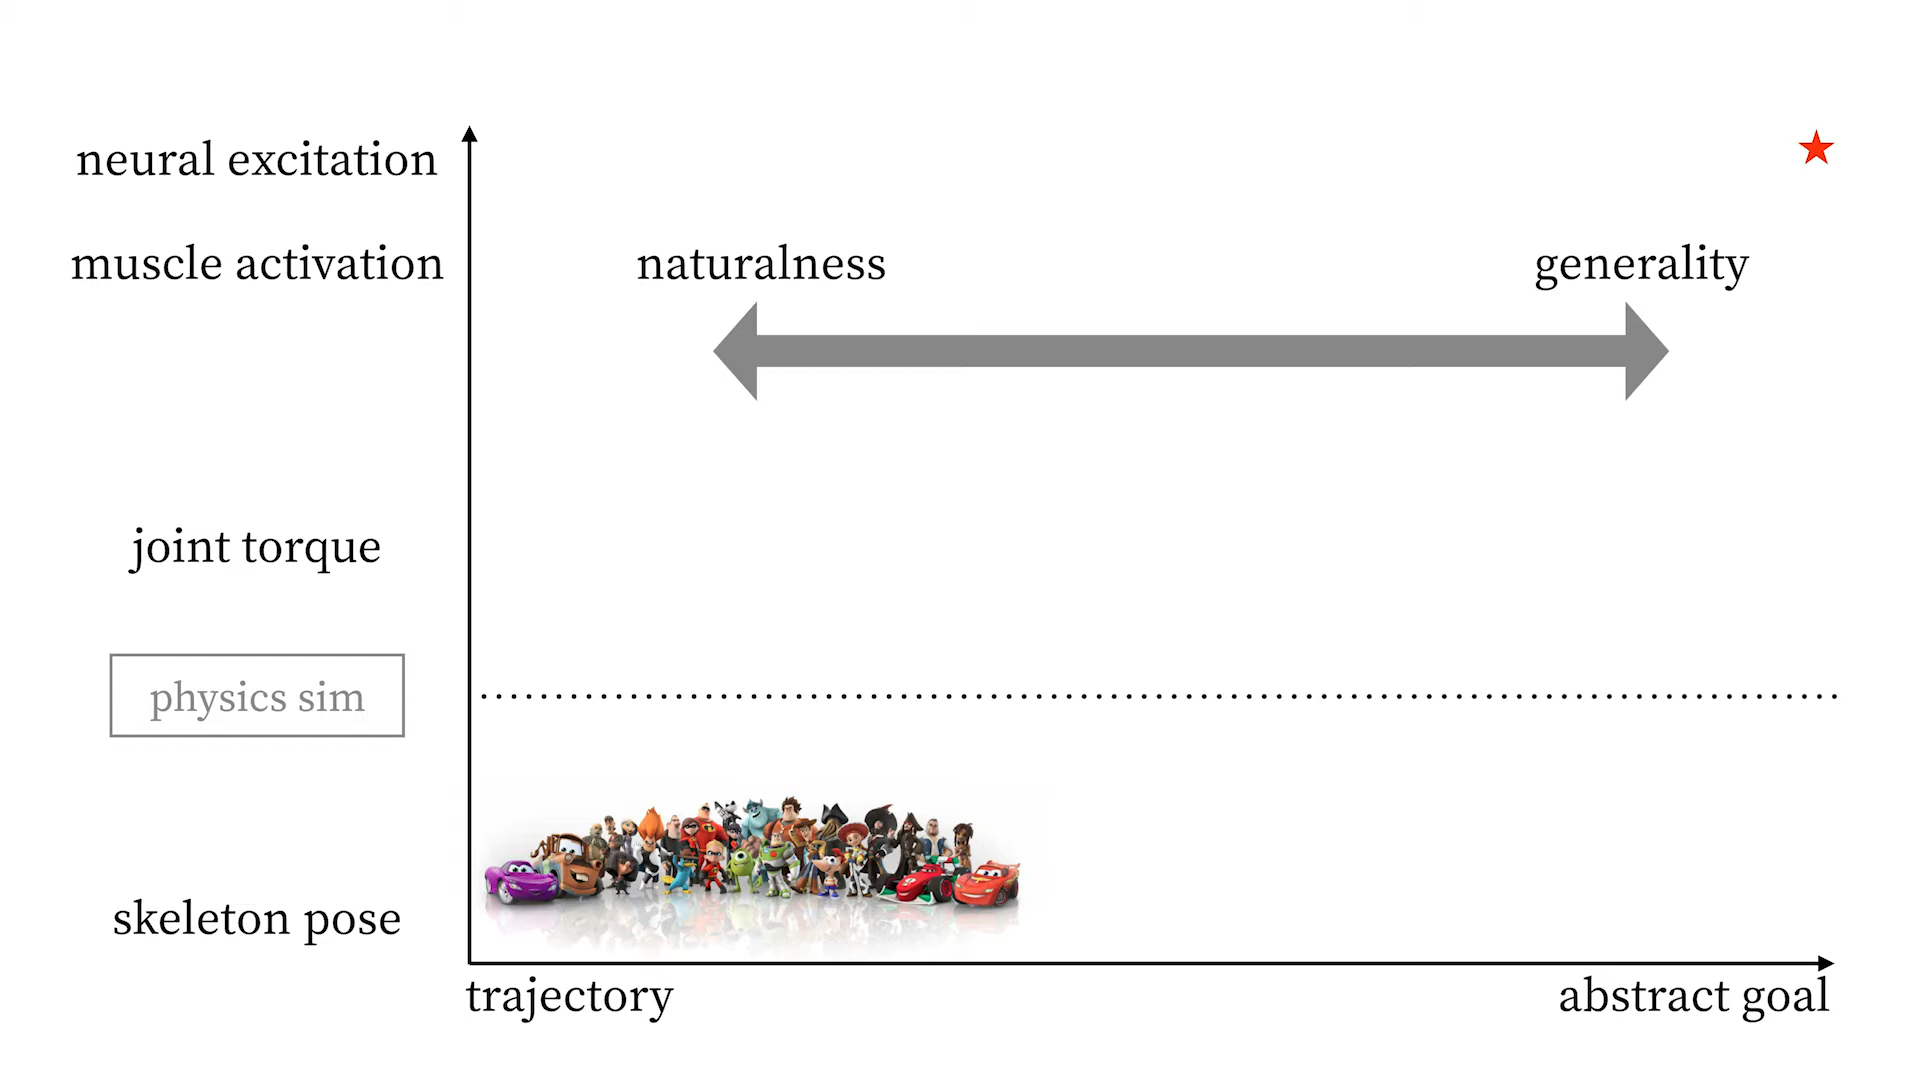 neural excitation
muscle activation
naturalness
generality
joint torque
physics sim
skeleton pose
trajectory
abstract goal